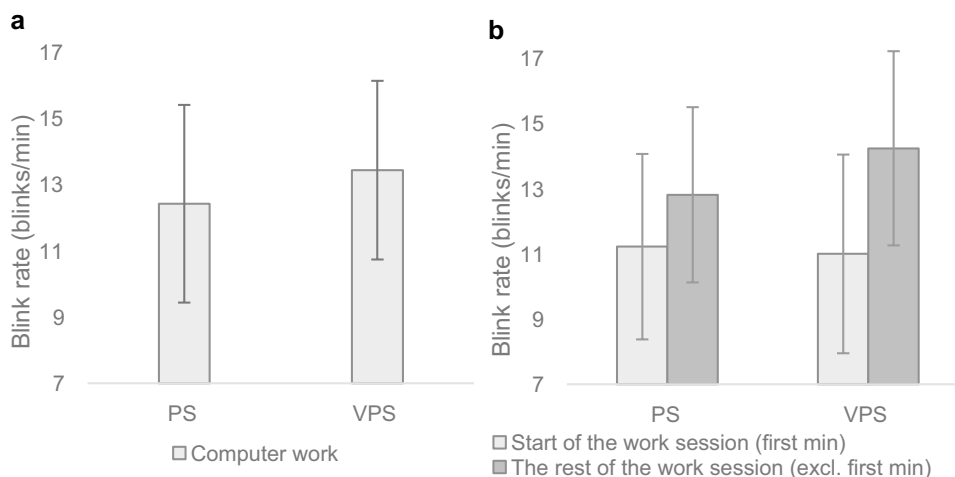 a
Blink rate (blinks/min)
17
15
13
11
9
7
PS
VPS
Computer work
b
Blink rate (blinks/min)
17
15
13
11
9
7
PS
VPS
Start of the work session (first min)
The rest of the work session (excl. first min)